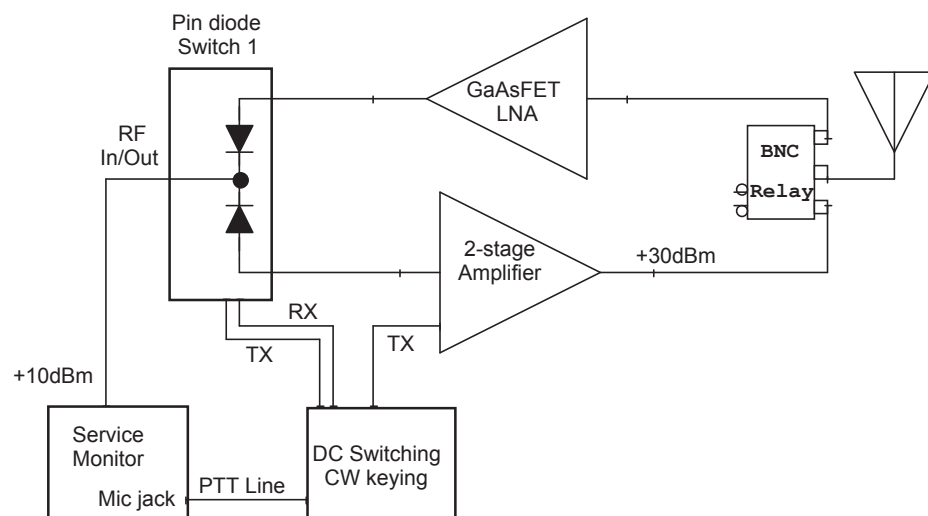 Pin diode
Switch 1
GaAsFET
LNA
RF
In/Out
BNC
Relay
2-stage
Amplifier
+30dBm
RX
TX
TX
+10dBm
Service
Monitor
Mic jack
PTT Line
DC Switching
CW keying